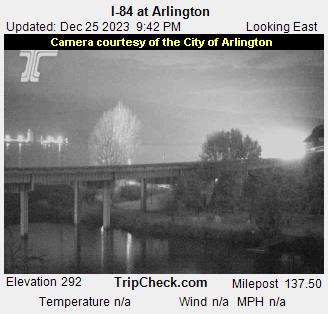 I-84 at Arlington
Updated: Dec 25 2023 9:42 PM Looking East
Camera courtesy of the City of Arlington
Elevation 292 TripCheck.com Milepost 137.50
Temperature n/a Wind n/a MPH n/a